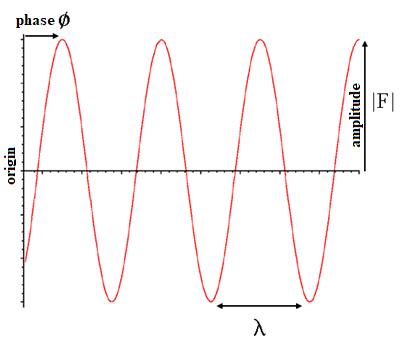 phase ϕ
origin
amplitude
|F|
λ